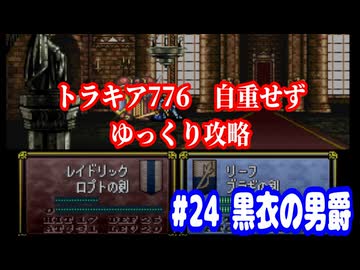 トラキア776 自重せず
ゆっくり攻略
レイドリック
ロプトの剣
リーフ
ブラギの剣
#24 黒衣の男爵